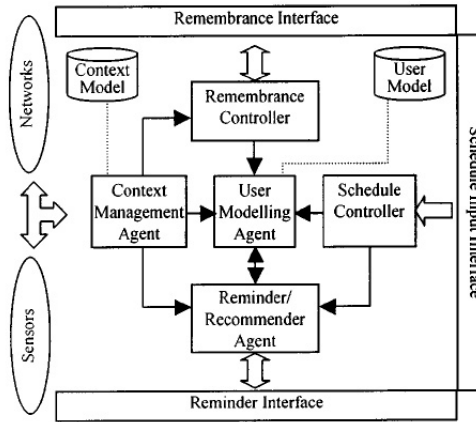 Remembrance Interface
Networks
Context
Model
User
Model
Remembrance
Controller
Context
Management
Agent
User
Modelling
Agent
Schedule
Controller
Schedule Input Interface
Sensors
Reminder/
Recommender
Agent
Reminder Interface